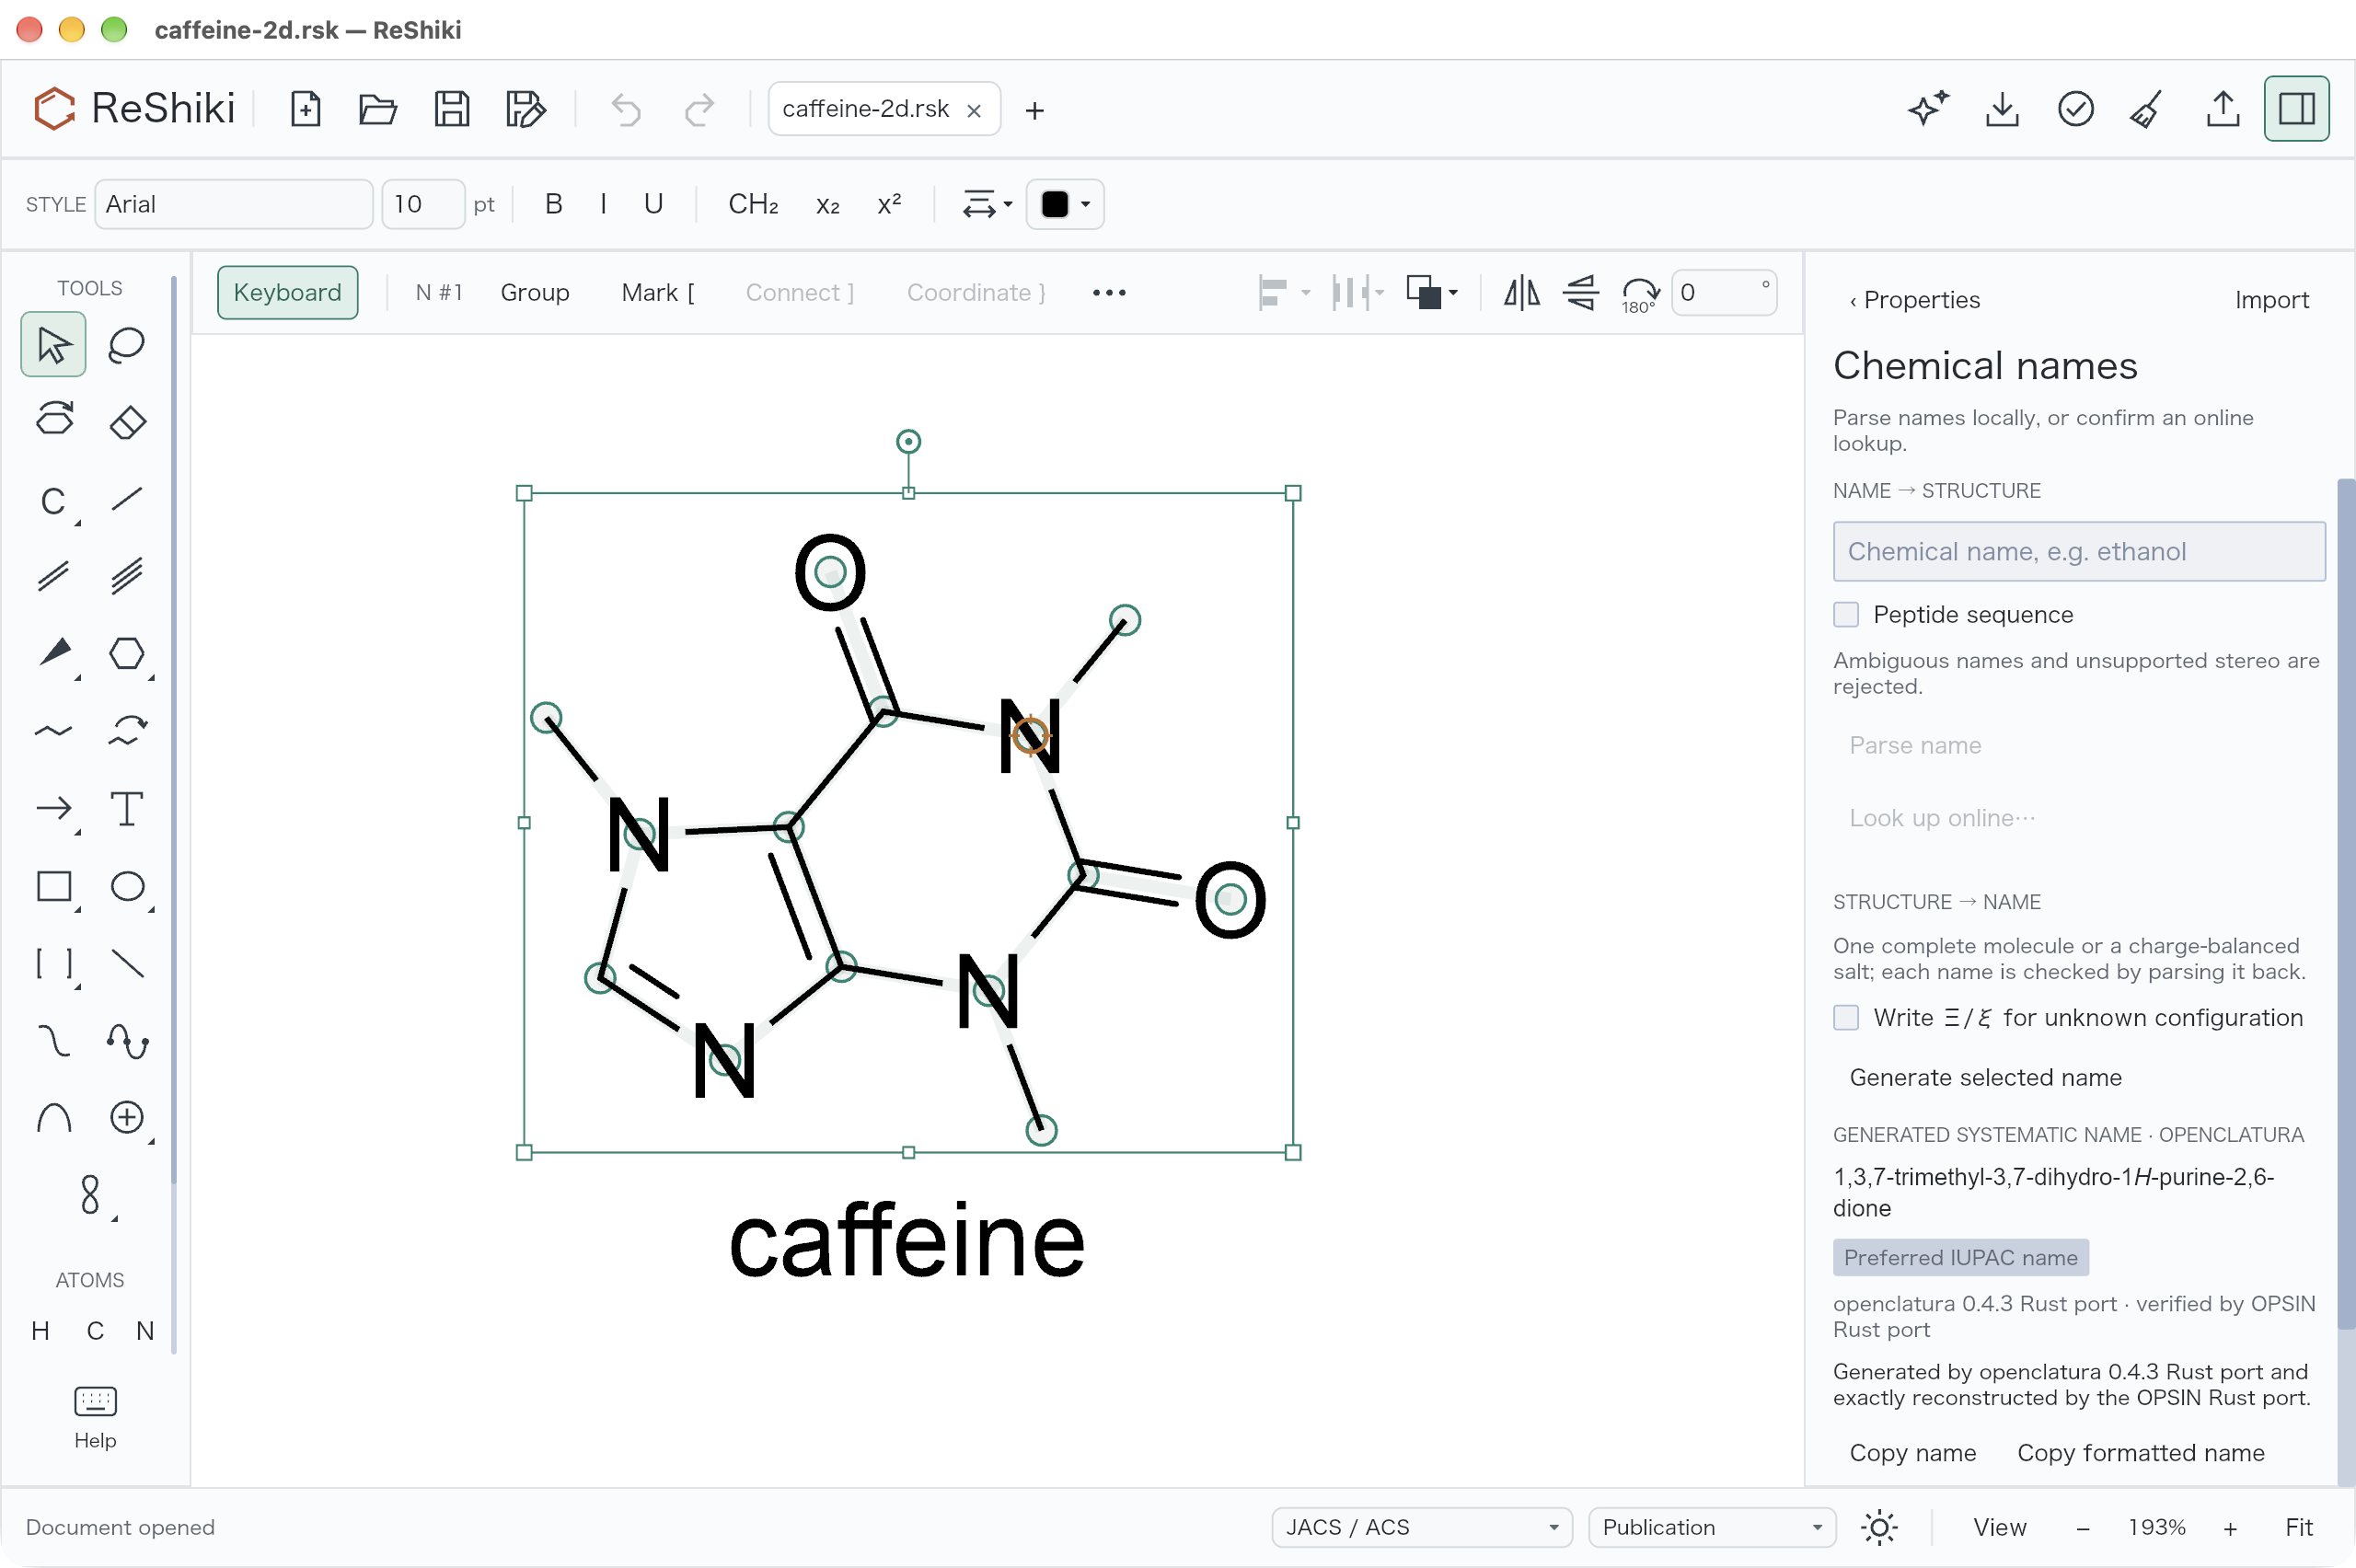 caffeine-2d.rsk — ReShiki
ReShiki
caffeine-2d.rsk ×
+
STYLE Arial 10 pt B I U CH₂ x₂ x²
TOOLS
C
T
[ ]
ATOMS
H C N
Help
Keyboard N #1 Group Mark [ Connect ] Coordinate } ••• 180° 0 °
O
N
N
O
N
N
caffeine
‹ Properties Import
Chemical names
Parse names locally, or confirm an online
lookup.
NAME → STRUCTURE
Chemical name, e.g. ethanol
Peptide sequence
Ambiguous names and unsupported stereo are
rejected.
Parse name
Look up online…
STRUCTURE → NAME
One complete molecule or a charge-balanced
salt; each name is checked by parsing it back.
Write Ξ/ξ for unknown configuration
Generate selected name
GENERATED SYSTEMATIC NAME · OPENCLATURA
1,3,7-trimethyl-3,7-dihydro-1H-purine-2,6-
dione
Preferred IUPAC name
openclatura 0.4.3 Rust port · verified by OPSIN
Rust port
Generated by openclatura 0.4.3 Rust port and
exactly reconstructed by the OPSIN Rust port.
Copy name Copy formatted name
Document opened JACS / ACS Publication View − 193% + Fit